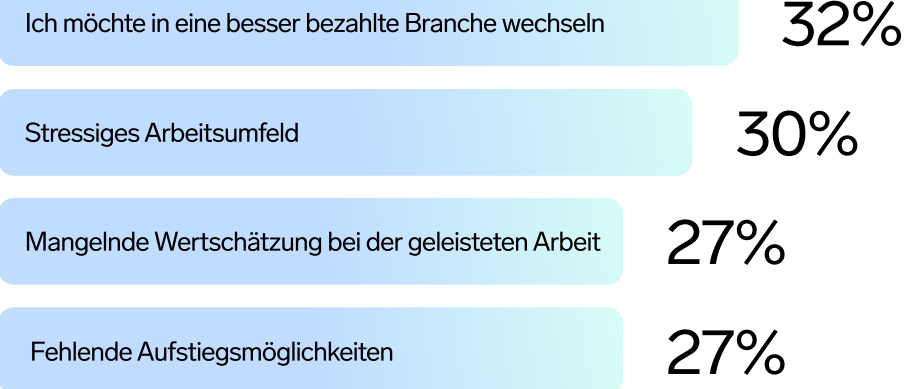 Ich möchte in eine besser bezahlte Branche wechseln 32%
Stressiges Arbeitsumfeld 30%
Mangelnde Wertschätzung bei der geleisteten Arbeit 27%
Fehlende Aufstiegsmöglichkeiten 27%